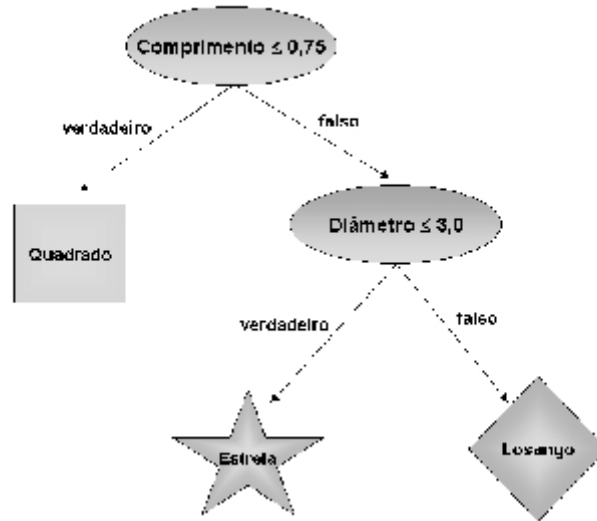 Comprimento ≤ 0,75
verdadeiro
falso
Quadrado
Diâmetro ≤ 3,0
verdadeiro
falso
Estrela
Losango